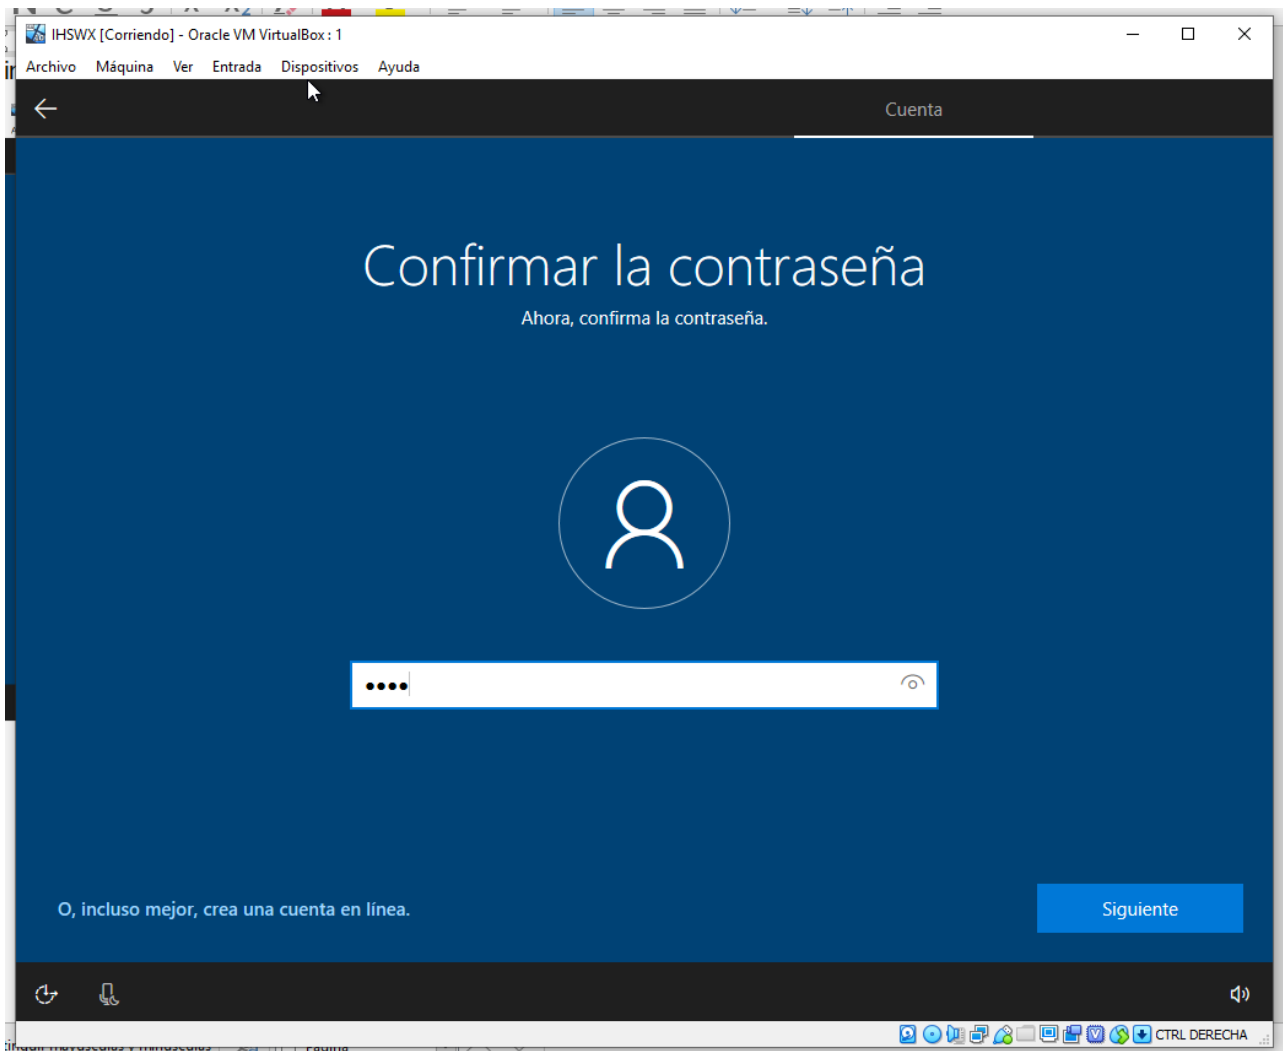 IHSWX [Corriendo] - Oracle VM VirtualBox : 1
Archivo Máquina Ver Entrada Dispositivos Ayuda
Cuenta
Confirmar la contraseña
Ahora, confirma la contraseña.
O, incluso mejor, crea una cuenta en línea.
Siguiente
CTRL DERECHA